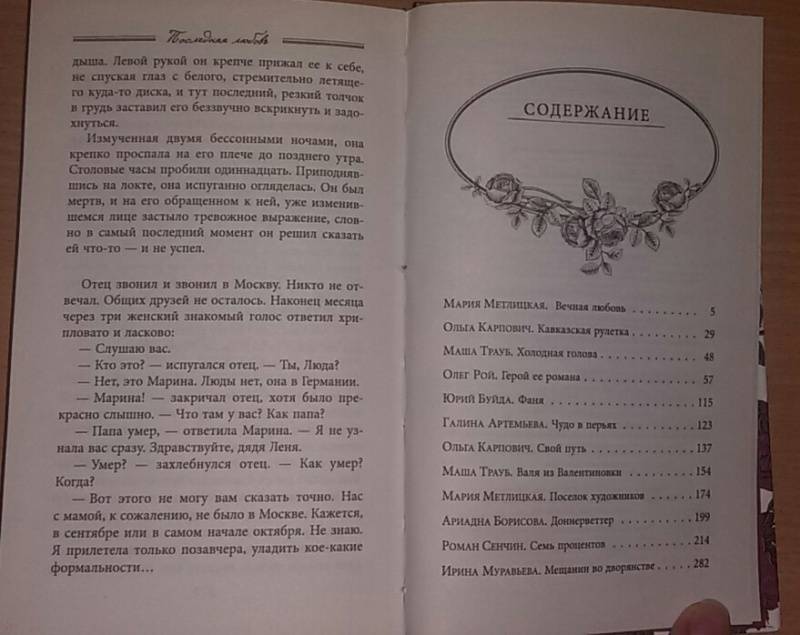 Последняя любовь
дыша. Левой рукой он крепче прижал ее к себе,
не спуская глаз с белого, стремительно летяще-
го куда-то диска, и тут последний, резкий толчок
в грудь заставил его беззвучно вскрикнуть и задо-
хнуться.
Измученная двумя бессонными ночами, она
крепко проспала на его плече до позднего утра.
Столовые часы пробили одиннадцать. Приподняв-
шись на локте, она испуганно огляделась. Он был
мертв, и на его обращенном к ней, уже изменив-
шемся лице застыло тревожное выражение, слов-
но в самый последний момент он решил сказать
ей что-то — и не успел.
Отец звонил и звонил в Москву. Никто не от-
вечал. Общих друзей не осталось. Наконец месяца
через три женский знакомый голос ответил хри-
пловато и ласково:
— Слушаю вас.
— Кто это? — испугался отец. — Ты, Люда?
— Нет, это Марина. Люды нет, она в Германии.
— Марина! — закричал отец, хотя было пре-
красно слышно. — Что там у вас? Как папа?
— Папа умер, — ответила Марина. — Я не уз-
нала вас сразу. Здравствуйте, дядя Леня.
— Умер? — захлебнулся отец. — Как умер?
Когда?
— Вот этого не могу вам сказать точно. Нас
с мамой, к сожалению, не было в Москве. Кажется,
в сентябре или в самом начале октября. Не знаю.
Я прилетела только позавчера, уладить кое-какие
формальности…
СОДЕРЖАНИЕ
Мария Метлицкая. Вечная любовь . . . . . . . . . 5
Ольга Карпович. Кавказская рулетка . . . . . . . . . 29
Маша Трауб. Холодная голова . . . . . . . . . . . . 48
Олег Рой. Герой ее романа . . . . . . . . . . . . . . 57
Юрий Буйда. Фаня . . . . . . . . . . . . . . . . . . 115
Галина Артемьева. Чудо в перьях . . . . . . . . . . 123
Ольга Карпович. Свой путь . . . . . . . . . . . . . 137
Маша Трауб. Валя из Валентиновки . . . . . . . . . 154
Мария Метлицкая. Поселок художников . . . . . . 174
Ариадна Борисова. Доннерветтер . . . . . . . . . . 199
Роман Сенчин. Семь процентов . . . . . . . . . . . 214
Ирина Муравьева. Мещанин во дворянстве . . . . . 282